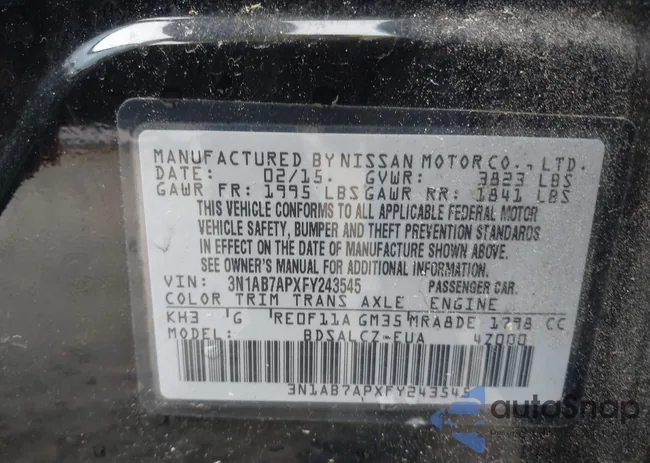 MANUFACTURED BY NISSAN MOTOR CO., LTD.
DATE: 02/15. GVWR: 3823 LBS
GAWR FR: 1995 LBS GAWR RR: 1841 LBS
THIS VEHICLE CONFORMS TO ALL APPLICABLE FEDERAL MOTOR
VEHICLE SAFETY, BUMPER AND THEFT PREVENTION STANDARDS
IN EFFECT ON THE DATE OF MANUFACTURE SHOWN ABOVE.
SEE OWNER'S MANUAL FOR ADDITIONAL INFORMATION.
VIN: 3N1AB7APXFY243545 PASSENGER CAR.
COLOR TRIM TRANS AXLE ENGINE
KH3 G RE0F11A GM35 MRA8DE 1798 CC
MODEL: BDSALCZ-EUA 4Z000
3N1AB7APXFY243545
autoSnap